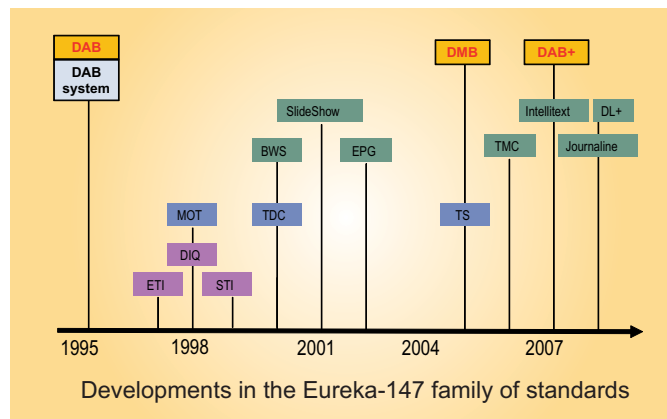 DAB
DAB
system
DMB
DAB+
SlideShow
Intellitext
DL+
BWS
EPG
TMC
Journaline
MOT
TDC
TS
DIQ
ETI
STI
1995
1998
2001
2004
2007
Developments in the Eureka-147 family of standards